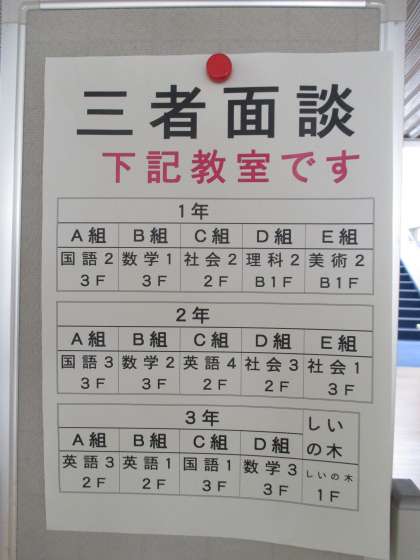 三者面談
下記教室です
1年
A組 B組 C組 D組 E組
国語2 数学1 社会2 理科2 美術2
3F 3F 2F B1F B1F
2年
A組 B組 C組 D組 E組
国語3 数学2 英語4 社会3 社会1
3F 3F 2F 2F 3F
3年 しい
の木
A組 B組 C組 D組
英語3 英語1 国語1 数学3 しいの木
2F 2F 3F 3F 1F